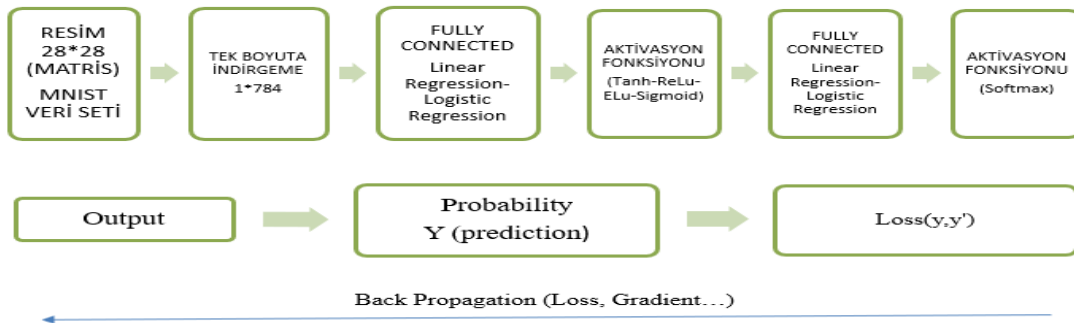 RESİM
28*28
(MATRİS)
MNIST
VERİ SETİ
TEK BOYUTA
İNDİRGEME
1*784
FULLY
CONNECTED
Linear
Regression-
Logistic
Regression
AKTİVASYON
FONKSİYONU
(Tanh-ReLu-
ELu-Sigmoid)
FULLY
CONNECTED
Linear
Regression-
Logistic
Regression
AKTİVASYON
FONKSİYONU
(Softmax)
Output
Probability
Y (prediction)
Loss(y,y')
Back Propagation (Loss, Gradient…)